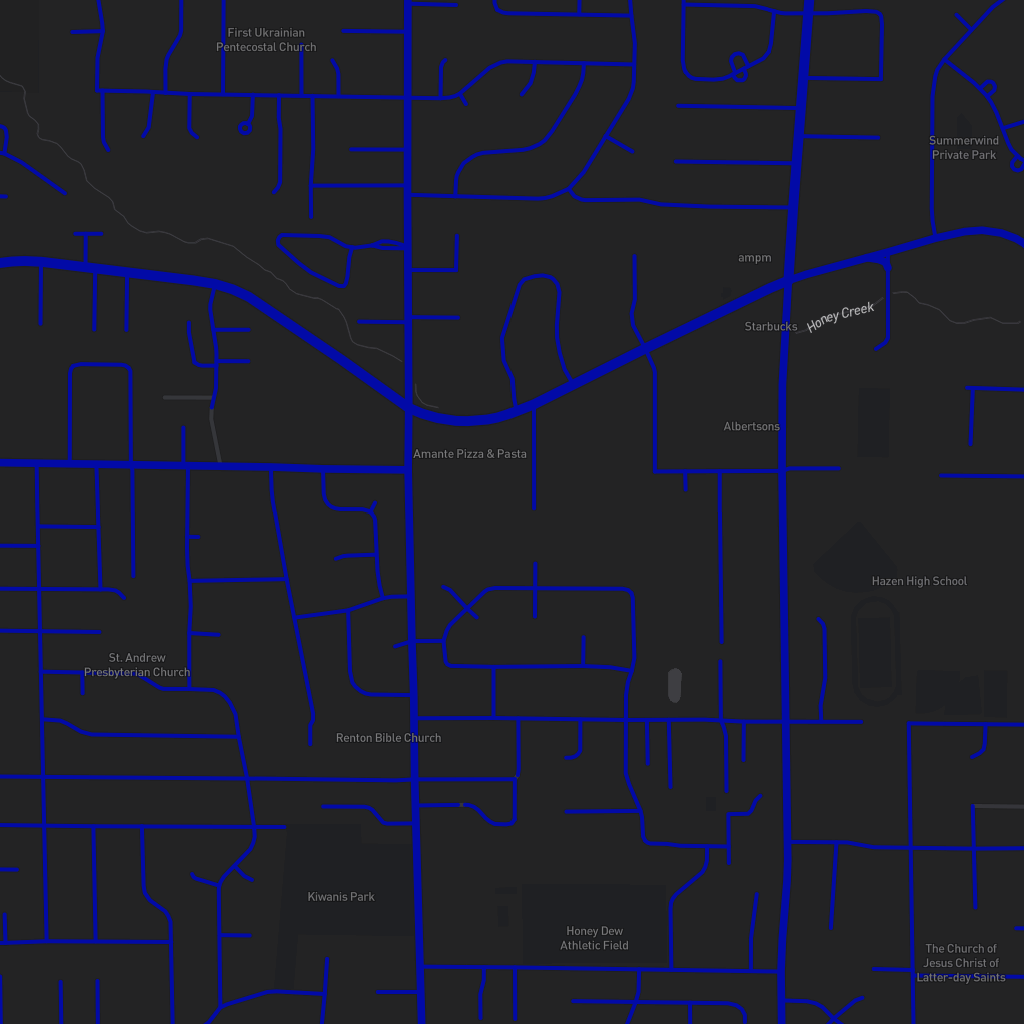 First Ukrainian
Pentecostal Church
Summerwind
Private Park
ampm
Honey Creek
Starbucks
Albertsons
Amante Pizza & Pasta
Hazen High School
St. Andrew
Presbyterian Church
Renton Bible Church
Kiwanis Park
Honey Dew
Athletic Field
The Church of
Jesus Christ of
Latter-day Saints